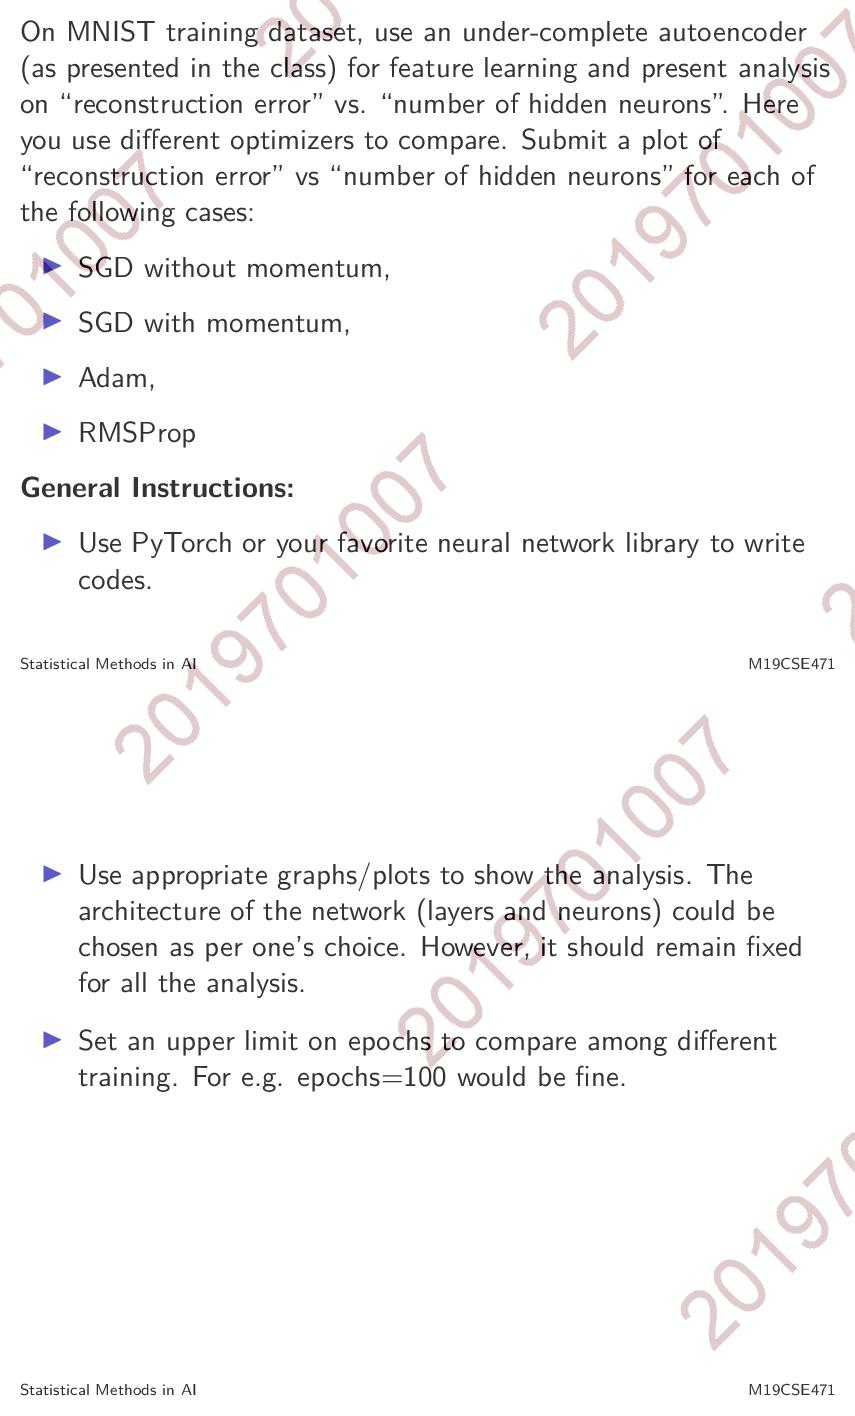 On MNIST training dataset, use an under-complete autoencoder
(as presented in the class) for feature learning and present analysis
on “reconstruction error” vs. “number of hidden neurons”. Here
you use different optimizers to compare. Submit a plot of
“reconstruction error” vs “number of hidden neurons” for each of
the following cases:
▶ SGD without momentum,
▶ SGD with momentum,
▶ Adam,
▶ RMSProp
General Instructions:
▶ Use PyTorch or your favorite neural network library to write
codes.
Statistical Methods in AI M19CSE471
▶ Use appropriate graphs/plots to show the analysis. The
architecture of the network (layers and neurons) could be
chosen as per one’s choice. However, it should remain fixed
for all the analysis.
▶ Set an upper limit on epochs to compare among different
training. For e.g. epochs=100 would be fine.
Statistical Methods in AI M19CSE471
2019701007
2019701007
2019701007